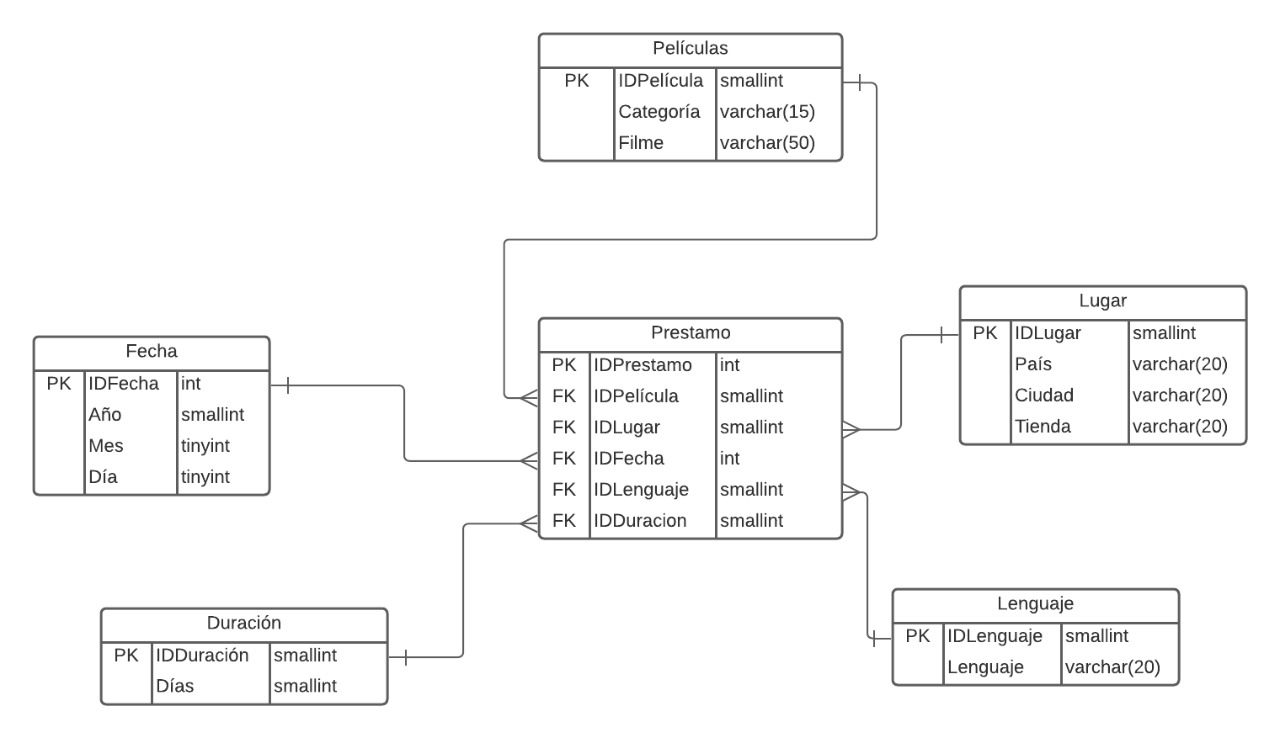 Películas
PK IDPelícula smallint
Categoría varchar(15)
Filme varchar(50)
Fecha
PK IDFecha int
Año smallint
Mes tinyint
Día tinyint
Prestamo
PK IDPrestamo int
FK IDPelícula smallint
FK IDLugar smallint
FK IDFecha int
FK IDLenguaje smallint
FK IDDuracion smallint
Lugar
PK IDLugar smallint
País varchar(20)
Ciudad varchar(20)
Tienda varchar(20)
Duración
PK IDDuración smallint
Días smallint
Lenguaje
PK IDLenguaje smallint
Lenguaje varchar(20)